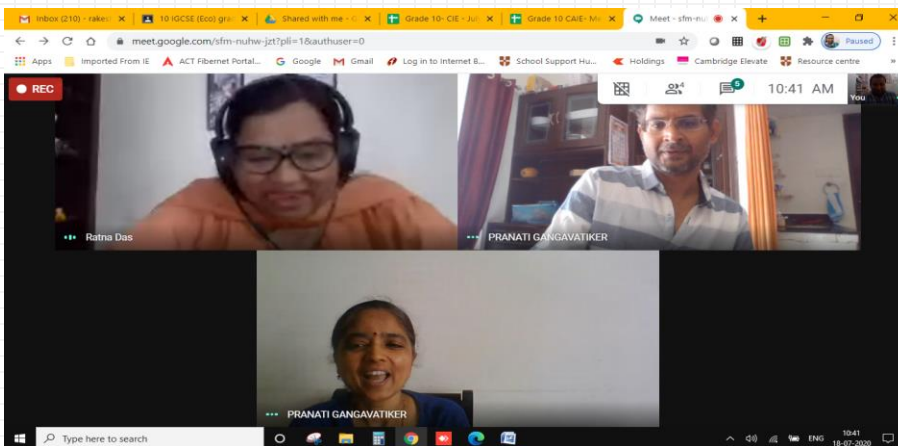 Inbox (210) - rakes
10 IGCSE (Eco) gra
Shared with me - G
Grade 10- CIE - Jul
Grade 10 CAIE- M
Meet - sfm-nu
meet.google.com/sfm-nuhw-jzt?pli=1&authuser=0
Paused
Apps
Imported From IE
ACT Fibernet Portal...
Google
Gmail
Log in to Internet B...
School Support Hu...
Holdings
Cambridge Elevate
Resource centre
REC
4
5
10:41 AM
You
Ratna Das
PRANATI GANGAVATIKER
PRANATI GANGAVATIKER
Type here to search
ENG
10:41
18-07-2020